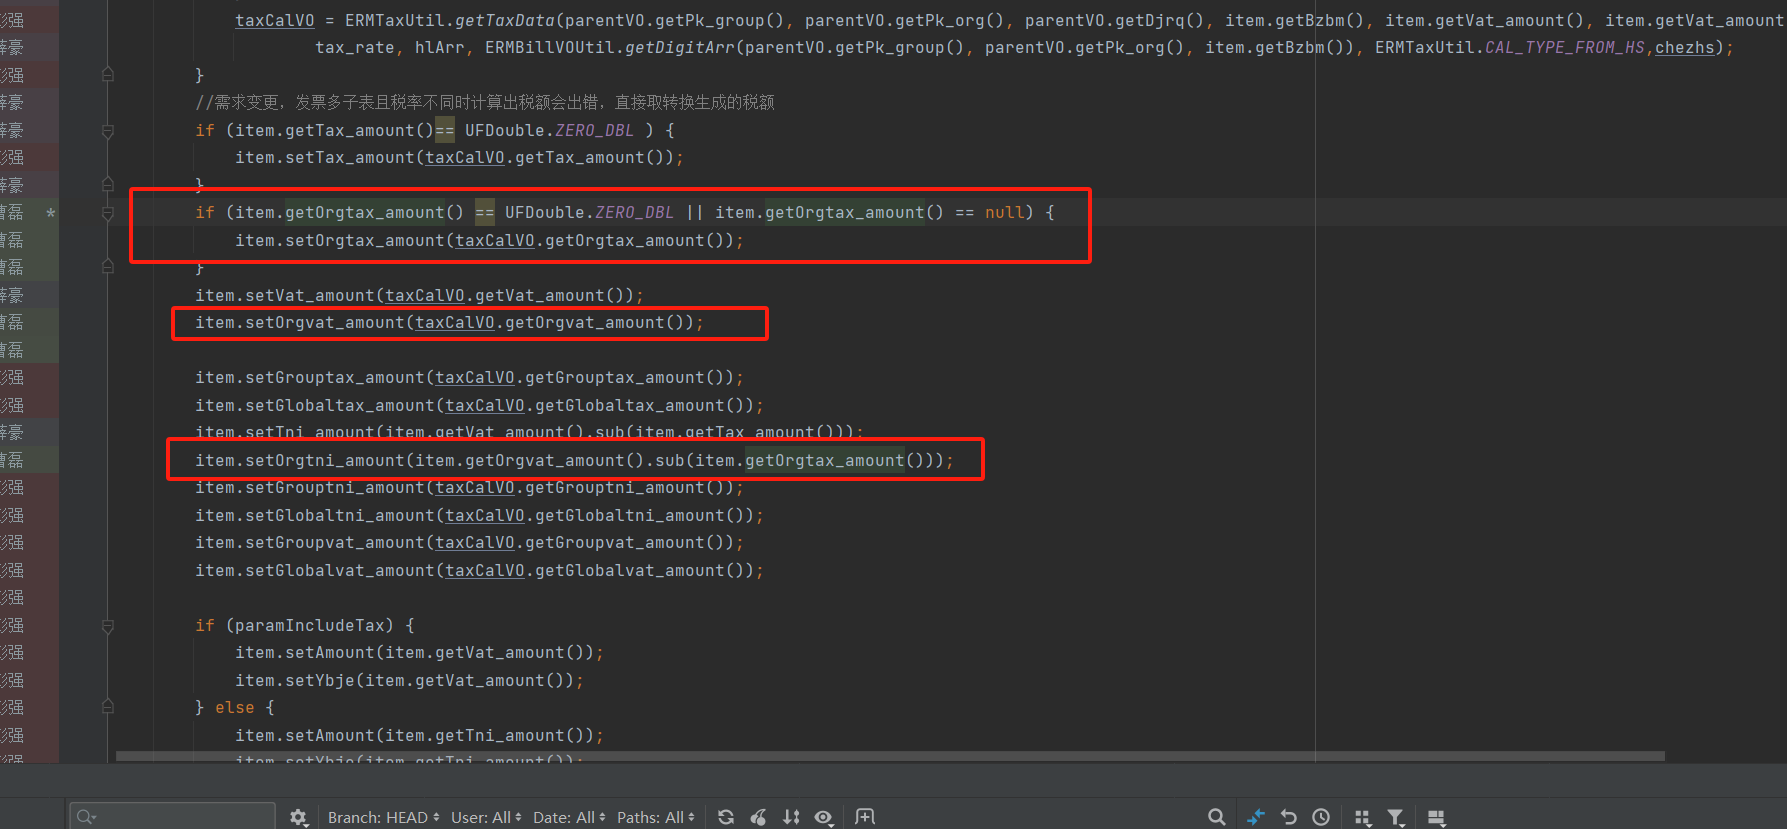 taxCalVO = ERMTaxUtil.getTaxData(parentVO.getPk_group(), parentVO.getPk_org(), parentVO.getDjrq(), item.getBzbm(), item.getVat_amount(), item.getVat_amount
tax_rate, hlArr, ERMBillVOUtil.getDigitArr(parentVO.getPk_group(), parentVO.getPk_org(), item.getBzbm()), ERMTaxUtil.CAL_TYPE_FROM_HS,chezhs);
}
//需求变更，发票多子表且税率不同时计算出税额会出错，直接取转换生成的税额
if (item.getTax_amount()== UFDouble.ZERO_DBL ) {
item.setTax_amount(taxCalVO.getTax_amount());
}
if (item.getOrgtax_amount() == UFDouble.ZERO_DBL || item.getOrgtax_amount() == null) {
item.setOrgtax_amount(taxCalVO.getOrgtax_amount());
}
item.setVat_amount(taxCalVO.getVat_amount());
item.setOrgvat_amount(taxCalVO.getOrgvat_amount());
item.setGrouptax_amount(taxCalVO.getGrouptax_amount());
item.setGlobaltax_amount(taxCalVO.getGlobaltax_amount());
item.setTni_amount(item.getVat_amount().sub(item.getTax_amount()));
item.setOrgtni_amount(item.getOrgvat_amount().sub(item.getOrgtax_amount()));
item.setGrouptni_amount(taxCalVO.getGrouptni_amount());
item.setGlobaltni_amount(taxCalVO.getGlobaltni_amount());
item.setGroupvat_amount(taxCalVO.getGroupvat_amount());
item.setGlobalvat_amount(taxCalVO.getGlobalvat_amount());
if (paramIncludeTax) {
item.setAmount(item.getVat_amount());
item.setYbje(item.getVat_amount());
} else {
item.setAmount(item.getTni_amount());
item.setYbje(item.getTni_amount());
Branch: HEAD User: All Date: All Paths: All